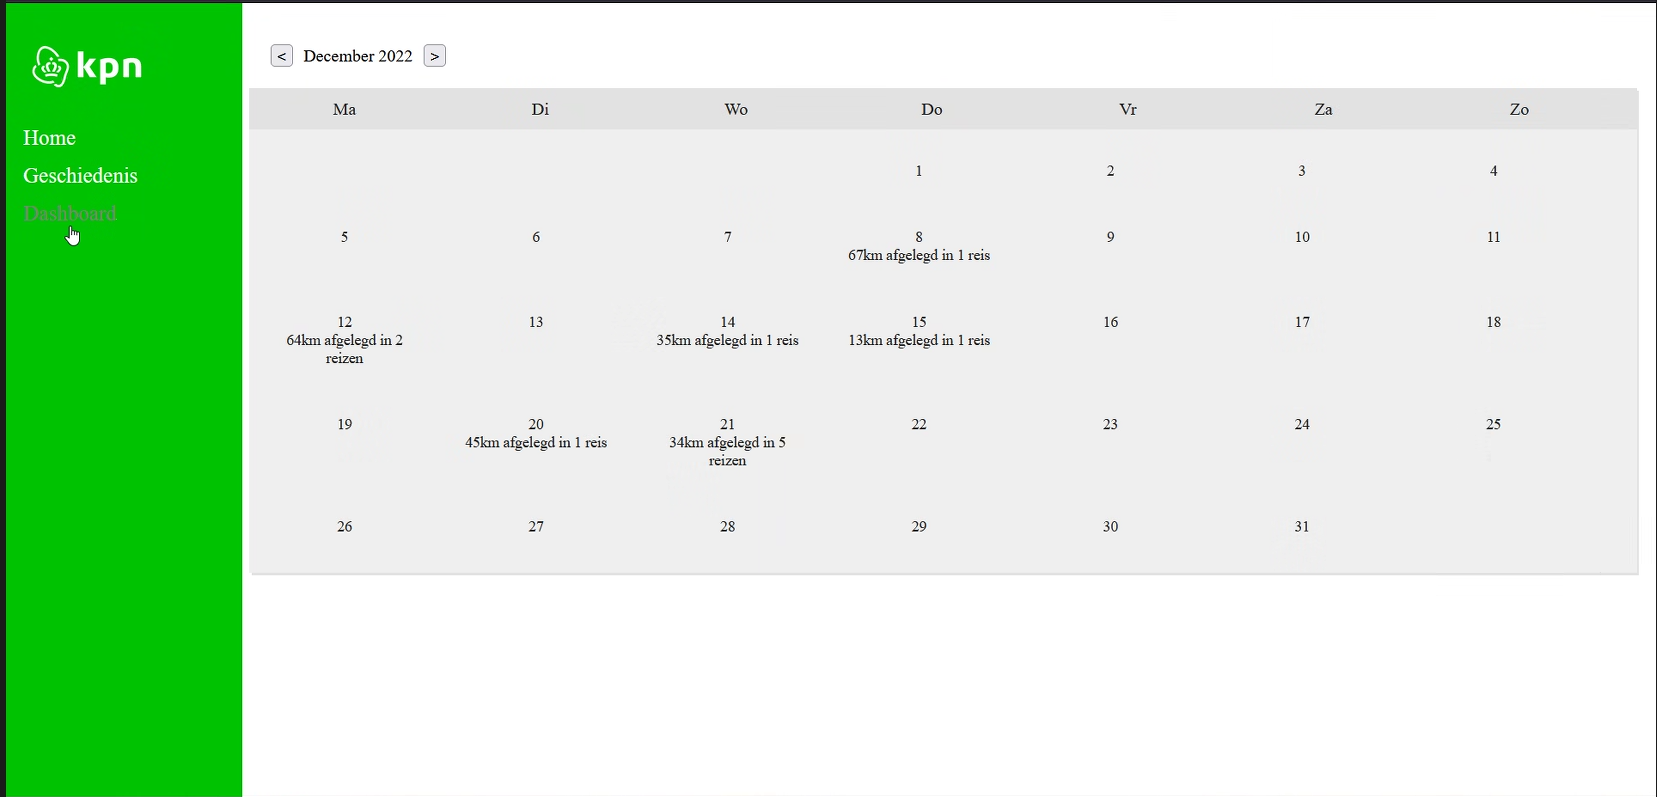 kpn
Home
Geschiedenis
Dashboard
< December 2022 >
Ma Di Wo Do Vr Za Zo
1 2 3 4
5 6 7 8 9 10 11
67km afgelegd in 1 reis
12 13 14 15 16 17 18
64km afgelegd in 2 35km afgelegd in 1 reis 13km afgelegd in 1 reis
reizen
19 20 21 22 23 24 25
45km afgelegd in 1 reis 34km afgelegd in 5
reizen
26 27 28 29 30 31